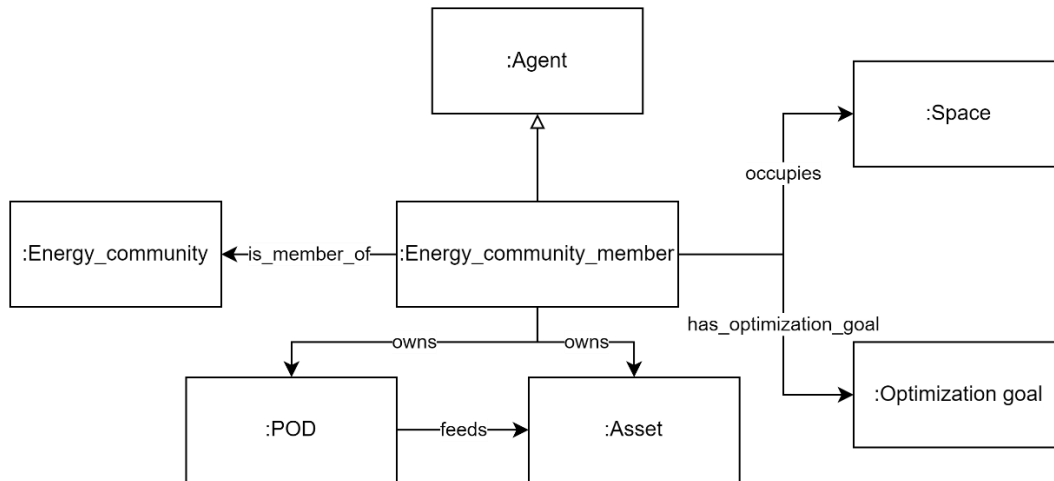 :Agent
:Space
occupies
:Energy_community
is_member_of
:Energy_community_member
has_optimization_goal
owns
owns
:Optimization goal
:POD
feeds
:Asset